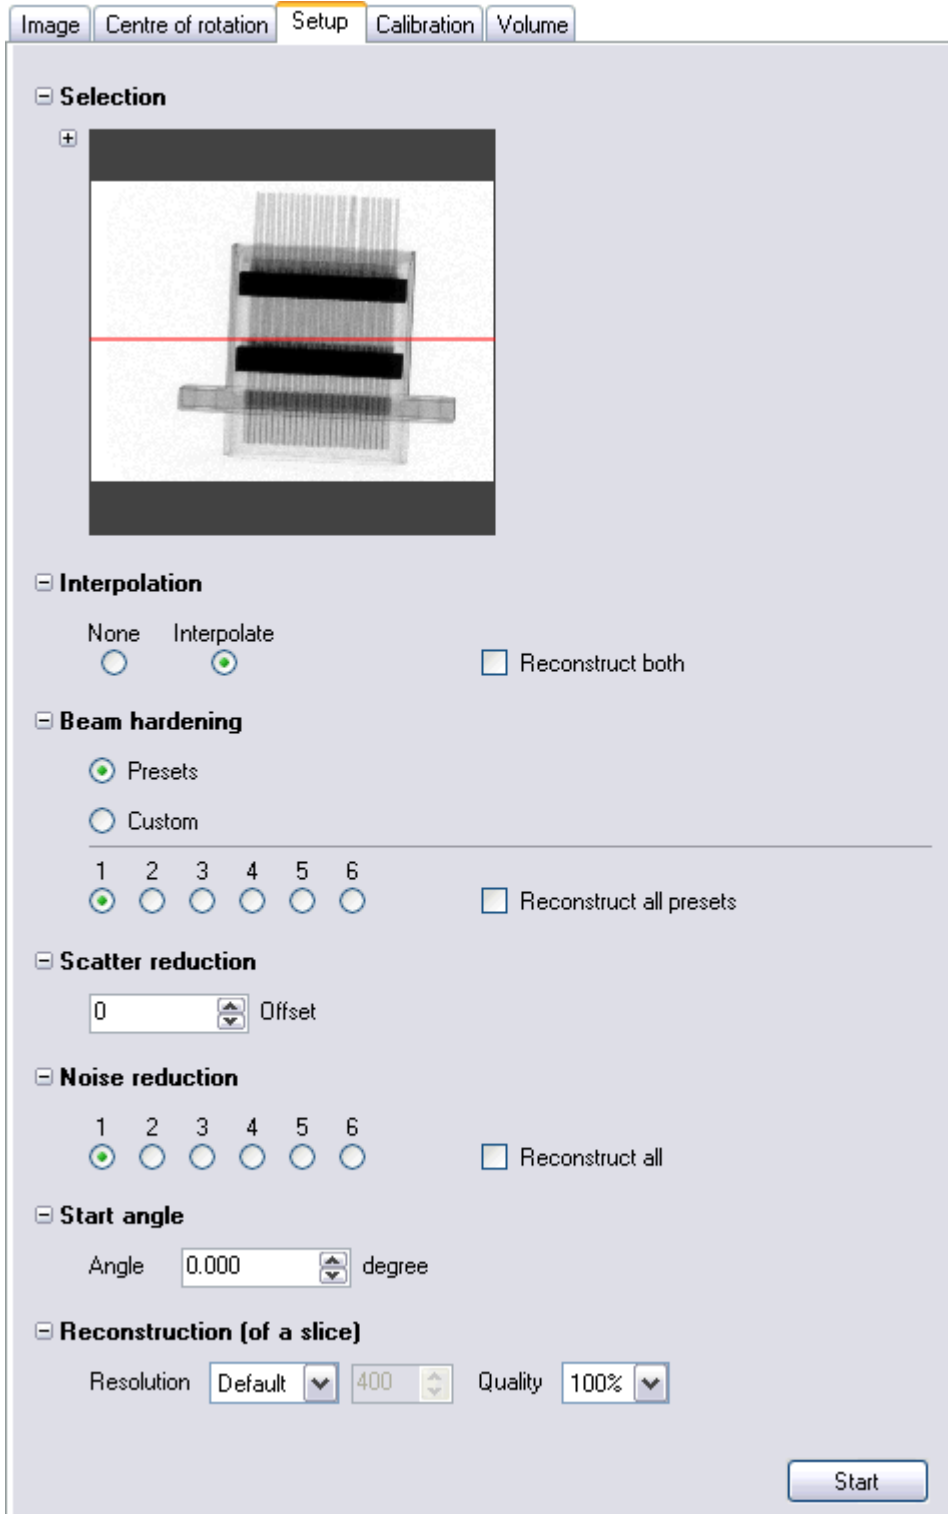 Image Centre of rotation Setup Calibration Volume
Selection
Interpolation
None Interpolate
Reconstruct both
Beam hardening
Presets
Custom
1 2 3 4 5 6
Reconstruct all presets
Scatter reduction
0 Offset
Noise reduction
1 2 3 4 5 6
Reconstruct all
Start angle
Angle 0.000 degree
Reconstruction (of a slice)
Resolution Default 400 Quality 100%
Start